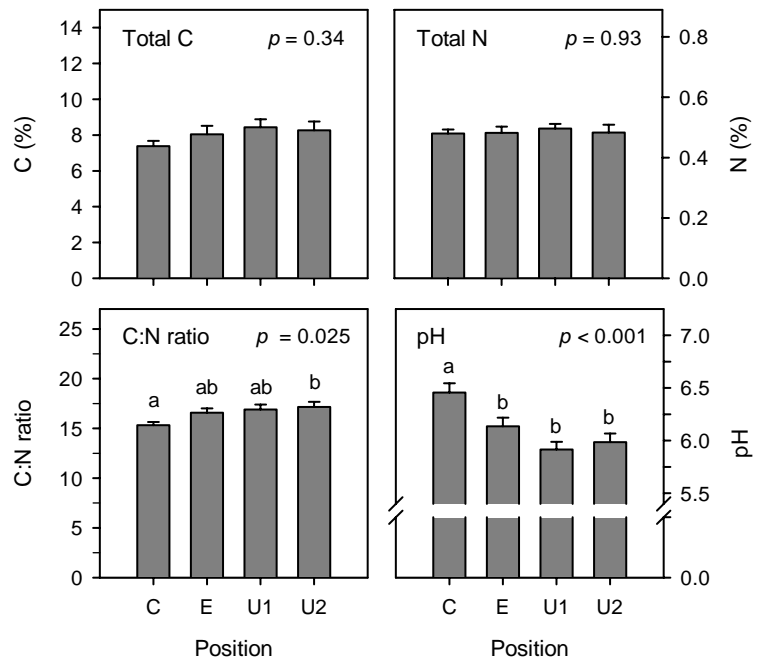 Total C p = 0.34
14
12
10
8
6
4
2
0
C (%)
Total N p = 0.93
0.8
0.6
0.4
0.2
0.0
N (%)
C:N ratio p = 0.025
25
20
15
10
5
0
C:N ratio
a ab ab b
C E U1 U2
Position
pH p < 0.001
7.0
6.5
6.0
5.5
0.0
pH
a b b b
C E U1 U2
Position